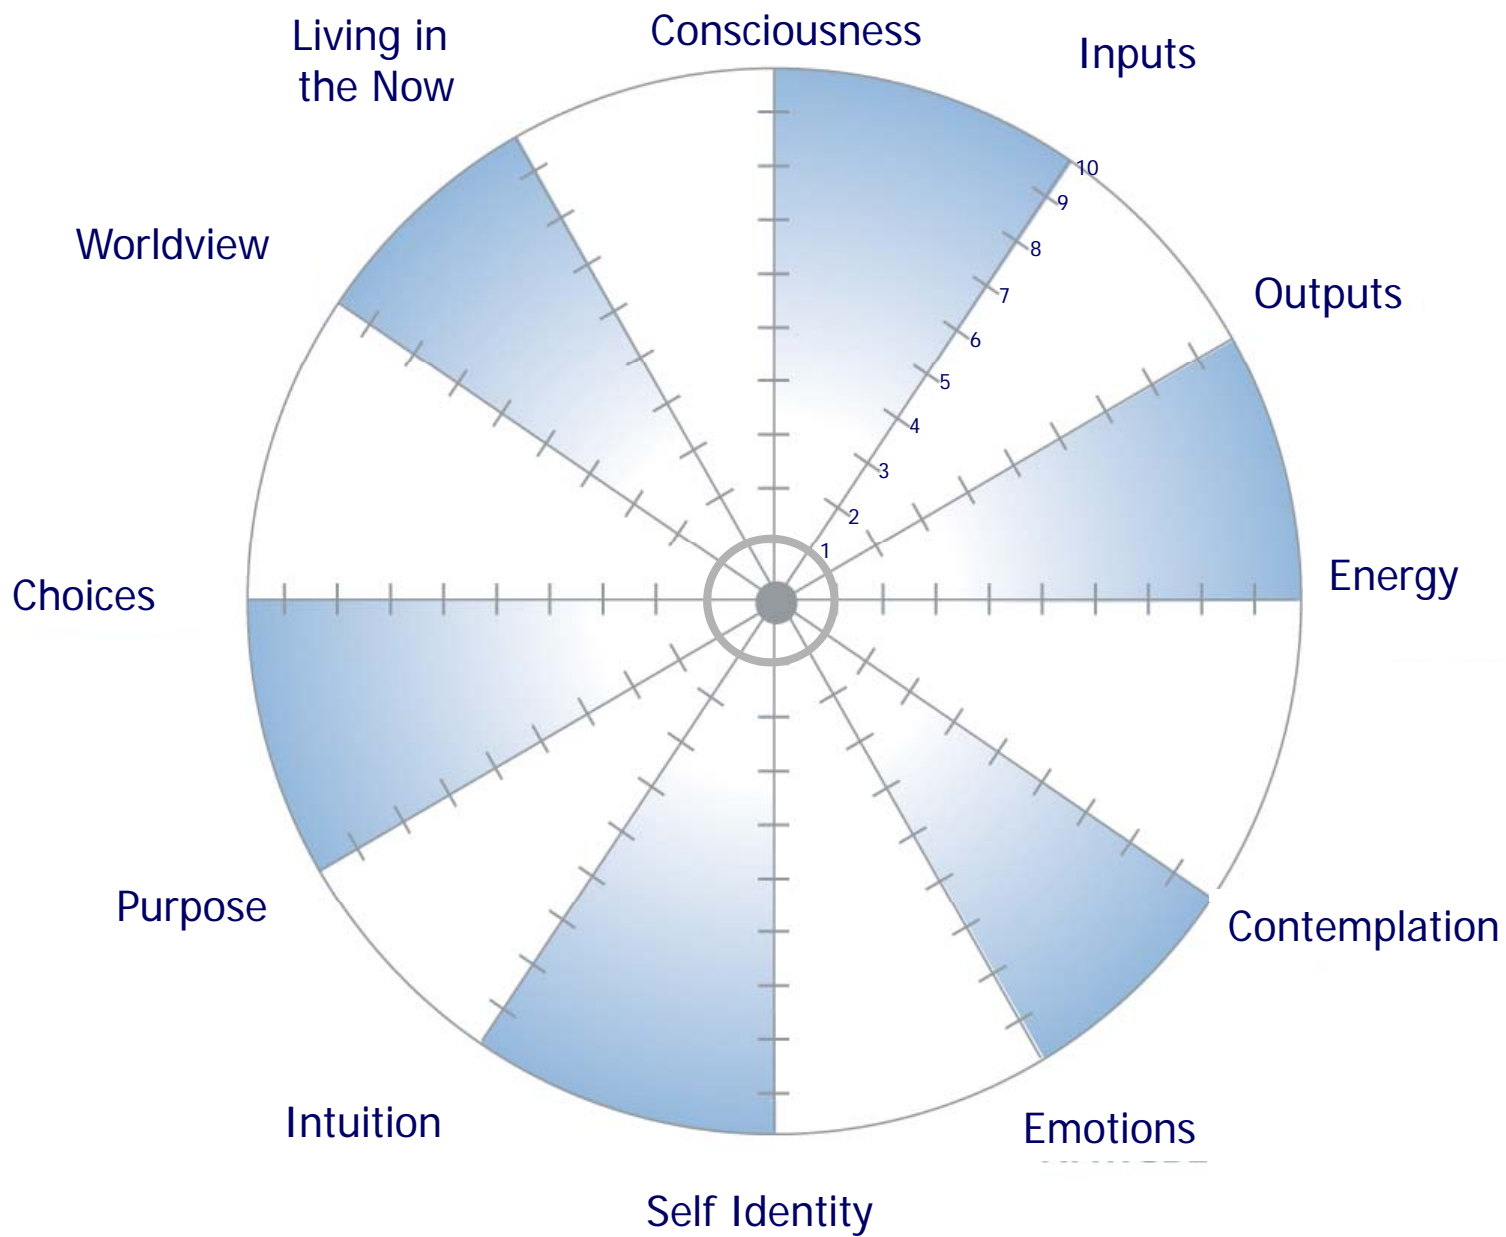 Consciousness
Living in
the Now
Inputs
10
9
Worldview
8
7
Outputs
6
5
4
3
2
1
Energy
Choices
Purpose
Contemplation
Intuition
Emotions
Self Identity